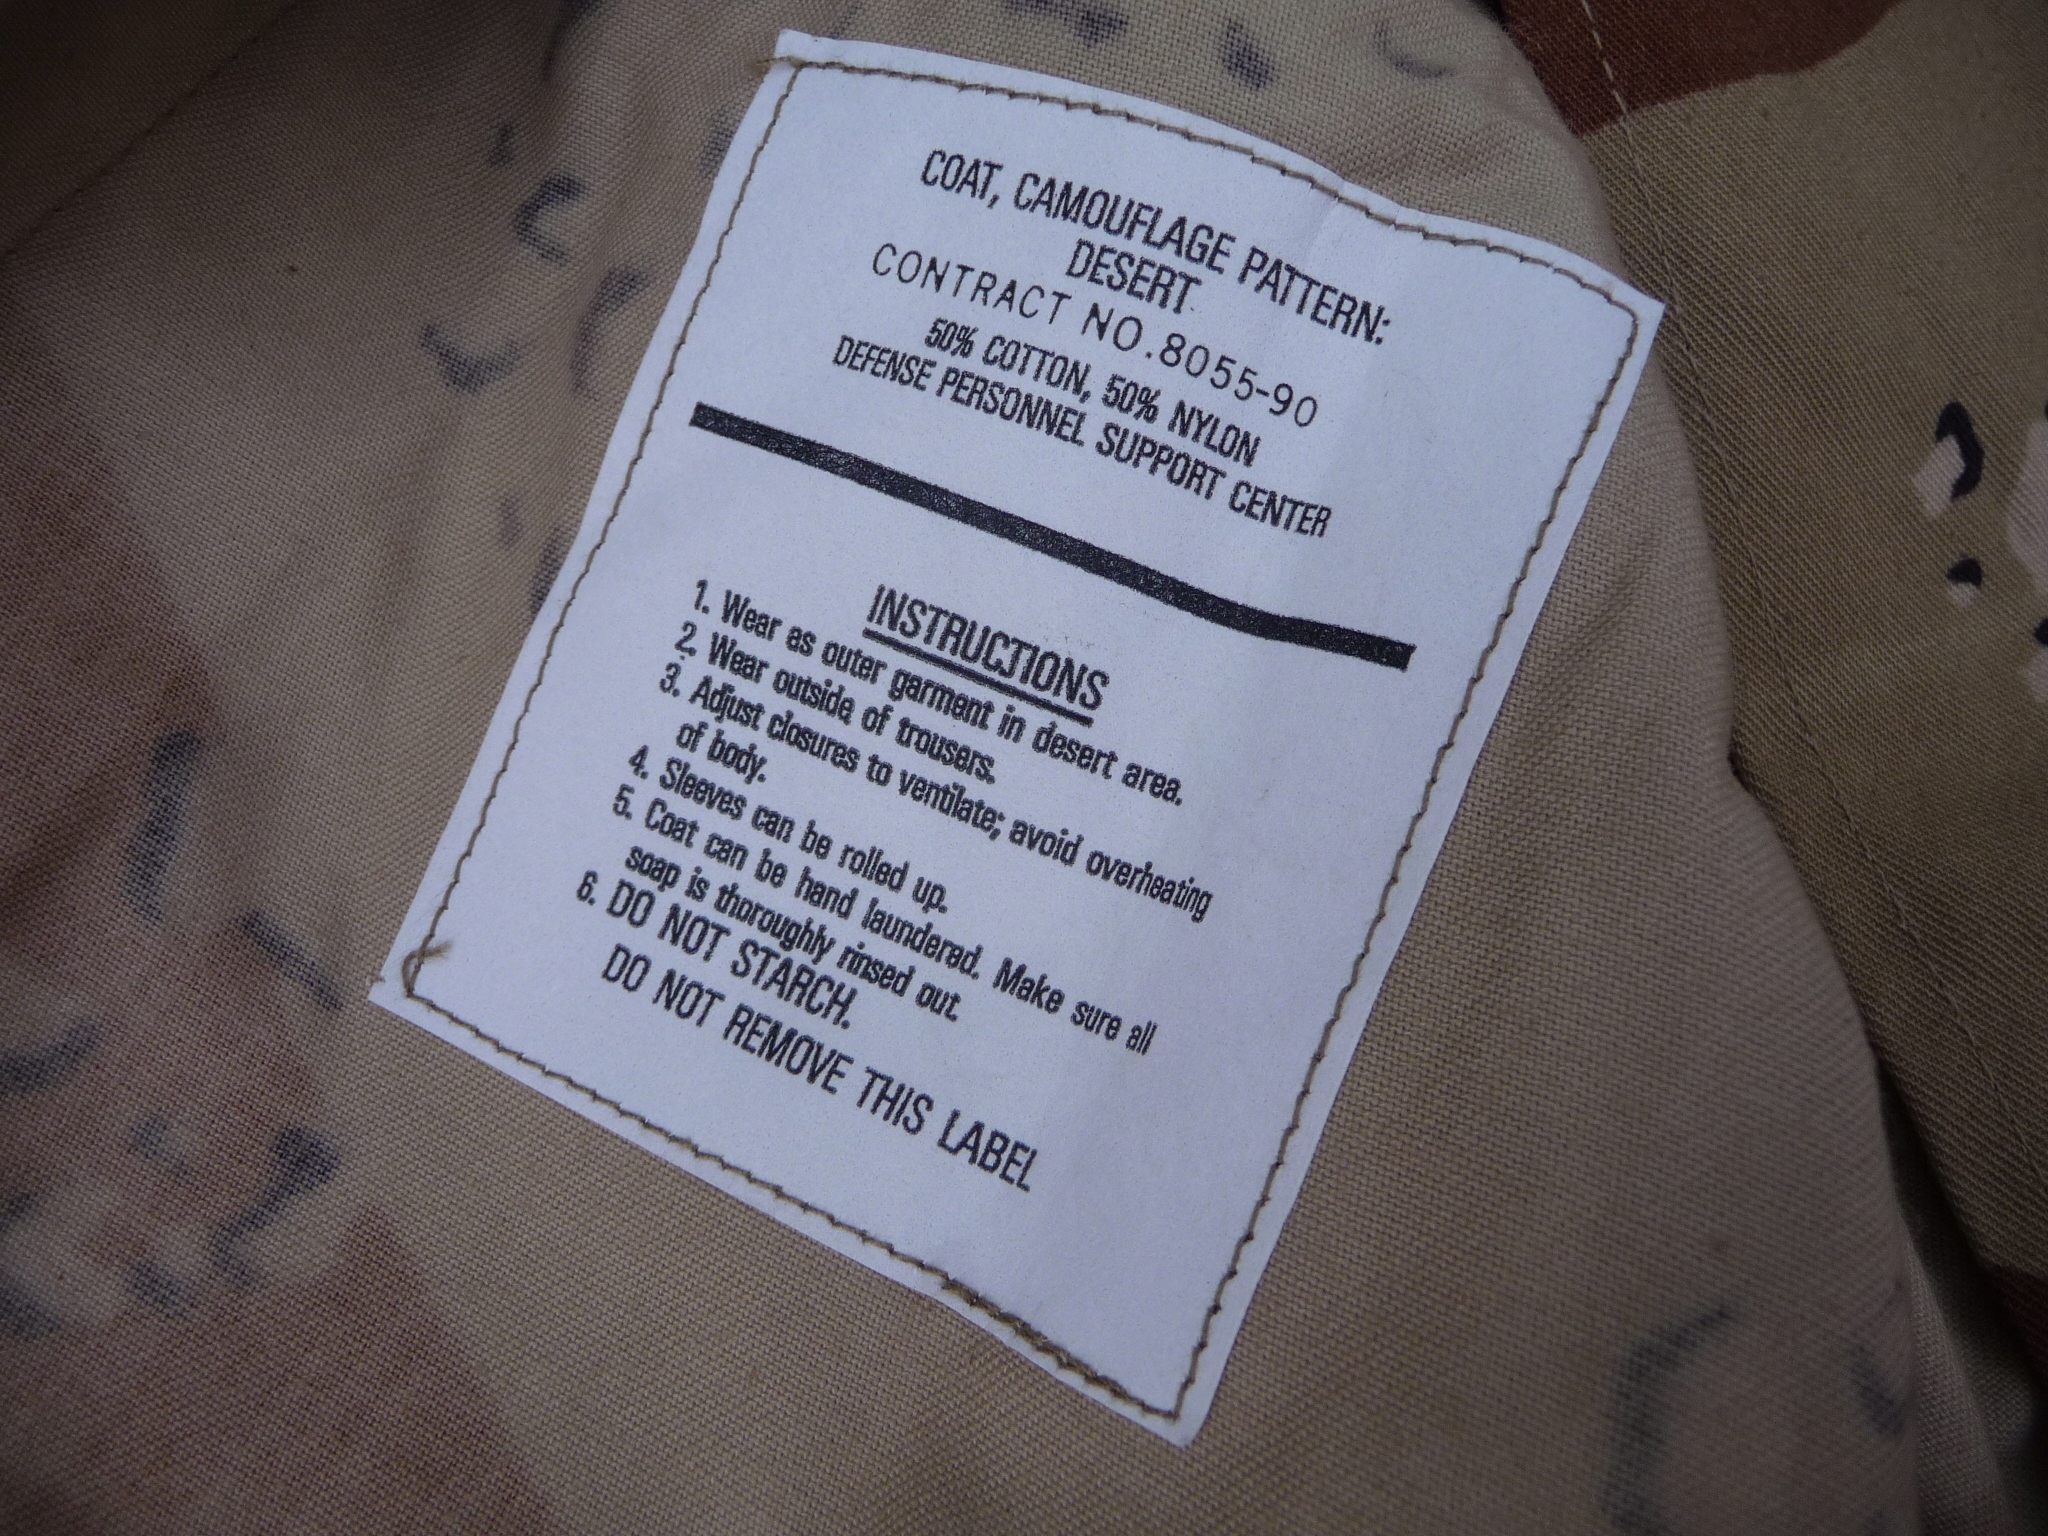 COAT, CAMOUFLAGE PATTERN:
DESERT
CONTRACT NO.8055-90
50% COTTON, 50% NYLON
DEFENSE PERSONNEL SUPPORT CENTER
INSTRUCTIONS
1. Wear as outer garment in desert area.
2. Wear outside of trousers.
3. Adjust closures to ventilate; avoid overheating
of body.
4. Sleeves can be rolled up.
5. Coat can be hand laundered. Make sure all
soap is thoroughly rinsed out.
6. DO NOT STARCH.
DO NOT REMOVE THIS LABEL